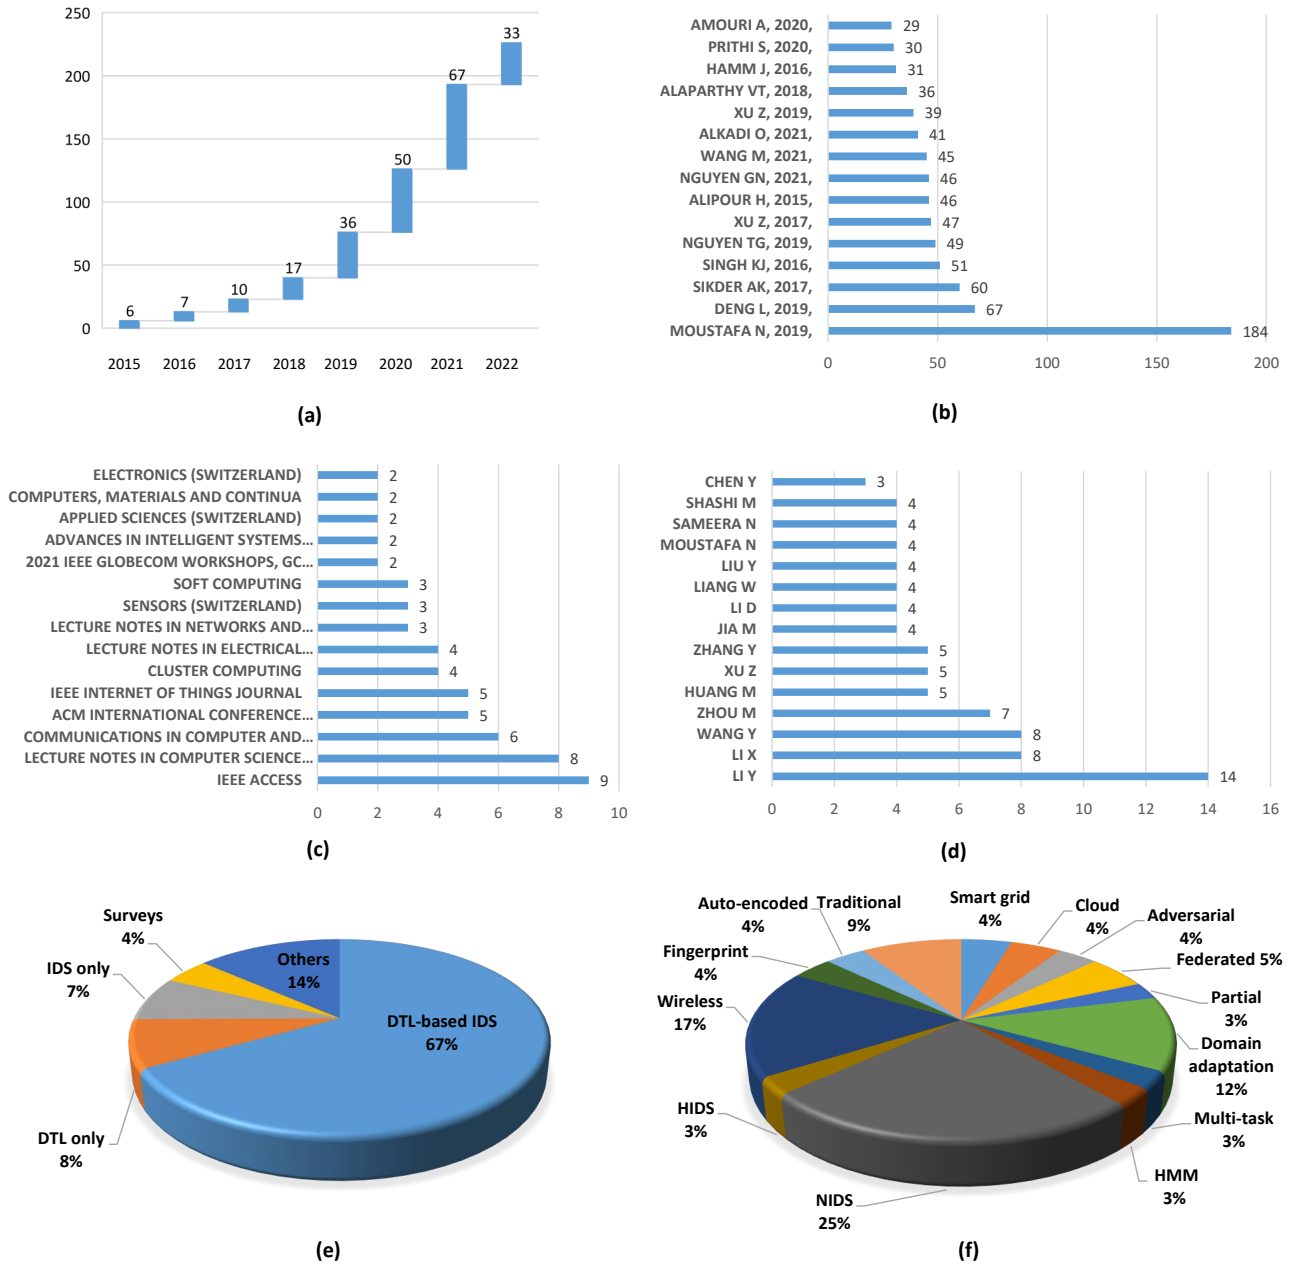 250
200
150
100
50
0
6
7
10
17
36
50
67
33
2015 2016 2017 2018 2019 2020 2021 2022
(a)
AMOURI A, 2020, 29
PRITHI S, 2020, 30
HAMM J, 2016, 31
ALAPARTHY VT, 2018, 36
XU Z, 2019, 39
ALKADI O, 2021, 41
WANG M, 2021, 45
NGUYEN GN, 2021, 46
ALIPOUR H, 2015, 46
XU Z, 2017, 47
NGUYEN TG, 2019, 49
SINGH KJ, 2016, 51
SIKDER AK, 2017, 60
DENG L, 2019, 67
MOUSTAFA N, 2019, 184
0 50 100 150 200
(b)
ELECTRONICS (SWITZERLAND) 2
COMPUTERS, MATERIALS AND CONTINUA 2
APPLIED SCIENCES (SWITZERLAND) 2
ADVANCES IN INTELLIGENT SYSTEMS... 2
2021 IEEE GLOBECOM WORKSHOPS, GC... 2
SOFT COMPUTING 3
SENSORS (SWITZERLAND) 3
LECTURE NOTES IN NETWORKS AND... 3
LECTURE NOTES IN ELECTRICAL... 4
CLUSTER COMPUTING 4
IEEE INTERNET OF THINGS JOURNAL 5
ACM INTERNATIONAL CONFERENCE... 5
COMMUNICATIONS IN COMPUTER AND... 6
LECTURE NOTES IN COMPUTER SCIENCE... 8
IEEE ACCESS 9
0 2 4 6 8 10
(c)
CHEN Y 3
SHASHI M 4
SAMEERA N 4
MOUSTAFA N 4
LIU Y 4
LIANG W 4
LI D 4
JIA M 4
ZHANG Y 5
XU Z 5
HUANG M 5
ZHOU M 7
WANG Y 8
LI X 8
LI Y 14
0 2 4 6 8 10 12 14 16
(d)
Surveys
4%
IDS only
7%
Others
14%
DTL-based IDS
67%
DTL only
8%
(e)
Auto-encoded
4%
Traditional
9%
Smart grid
4%
Cloud
4%
Adversarial
4%
Federated 5%
Fingerprint
4%
Partial
3%
Wireless
17%
Domain
adaptation
12%
HIDS
3%
Multi-task
3%
HMM
3%
NIDS
25%
(f)